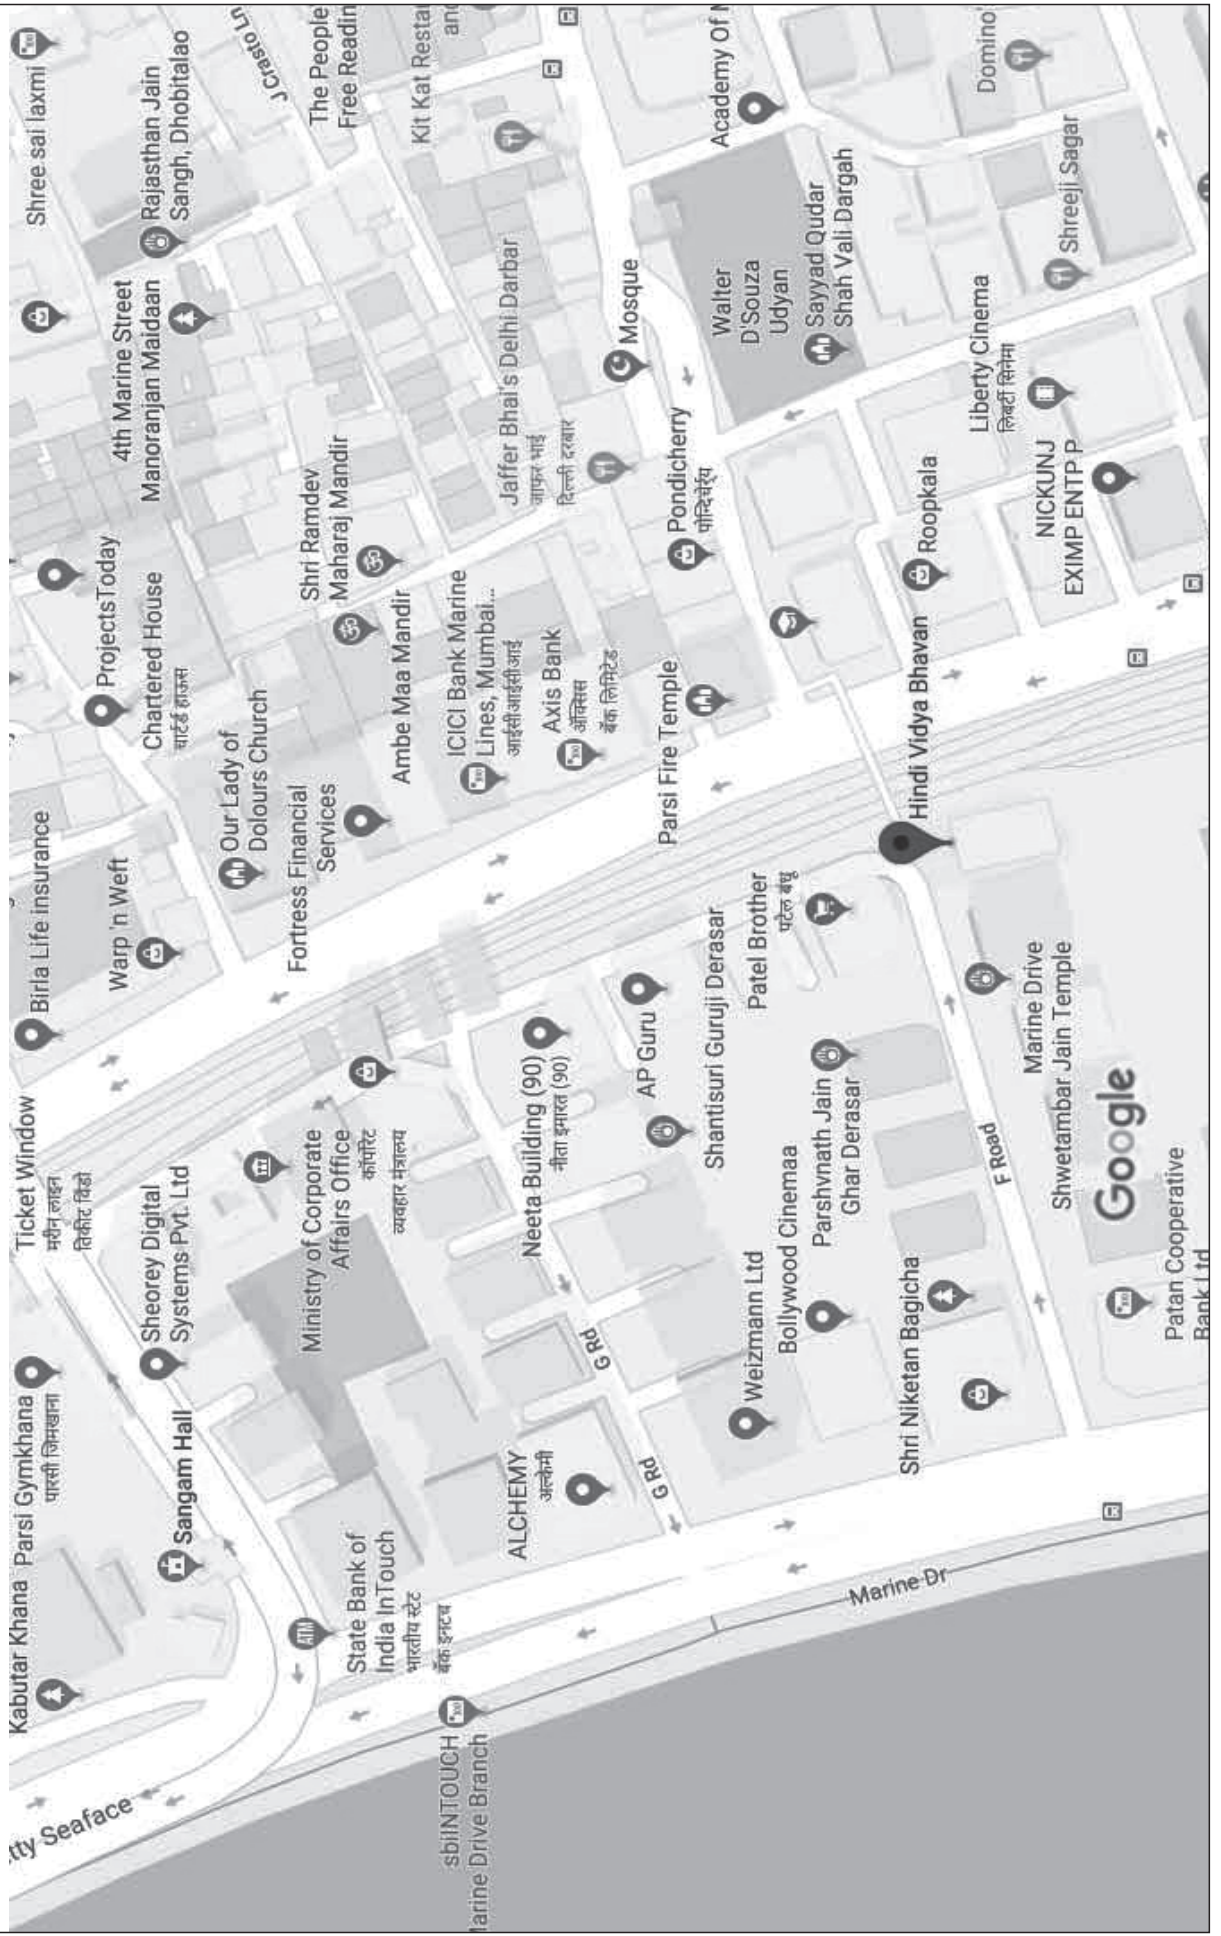 Kabutar Khana
Parsi Gymkhana
पारसी जिमखाना
Ticket Window
मरीन लाइन
तिकीट विंडो
Birla Life insurance
Shree sai laxmi
tty Seaface
Sangam Hall
Sheorey Digital
Systems Pvt. Ltd
Warp 'n Weft
ProjectsToday
Chartered House
चार्टर्ड हाऊस
4th Marine Street
Manoranjan Maidaan
Rajasthan Jain
Sangh, Dhobitalao
J Crasto Ln
Our Lady of
Dolours Church
Fortress Financial
Services
Ministry of Corporate
Affairs Office
कॉर्पोरेट
व्यवहार मंत्रालय
Shri Ramdev
Maharaj Mandir
The People
Free Readin
ATM
State Bank of
India InTouch
भारतीय स्टेट
बँक इनटच
Ambe Maa Mandir
Kit Kat Restau
and
sbiINTOUCH
Marine Drive Branch
ICICI Bank Marine
Lines, Mumbai...
आईसीआईसीआई
ALCHEMY
अल्केमी
Neeta Building (90)
नीता इमारत (90)
Axis Bank
ॲक्सिस
बँक लिमिटेड
Jaffer Bhai's Delhi Darbar
जाफर भाई
दिल्ली दरबार
G Rd
G Rd
AP Guru
Mosque
Parsi Fire Temple
Pondicherry
पोन्दिचेर्र्य
Shantisuri Guruji Derasar
Walter
D'Souza
Udyan
Academy Of M
Weizmann Ltd
Bollywood Cinemaa
Patel Brother
पटेल बंधू
Sayyad Qudar
Shah Vali Dargah
Parshvnath Jain
Ghar Derasar
Marine Dr
Shri Niketan Bagicha
Hindi Vidya Bhavan
Roopkala
Liberty Cinema
लिबर्टी सिनेमा
Domino'
F Road
Marine Drive
Shwetambar Jain Temple
NICKUNJ
EXIMP ENTP P
Shreeji Sagar
Google
Patan Cooperative
Bank Ltd